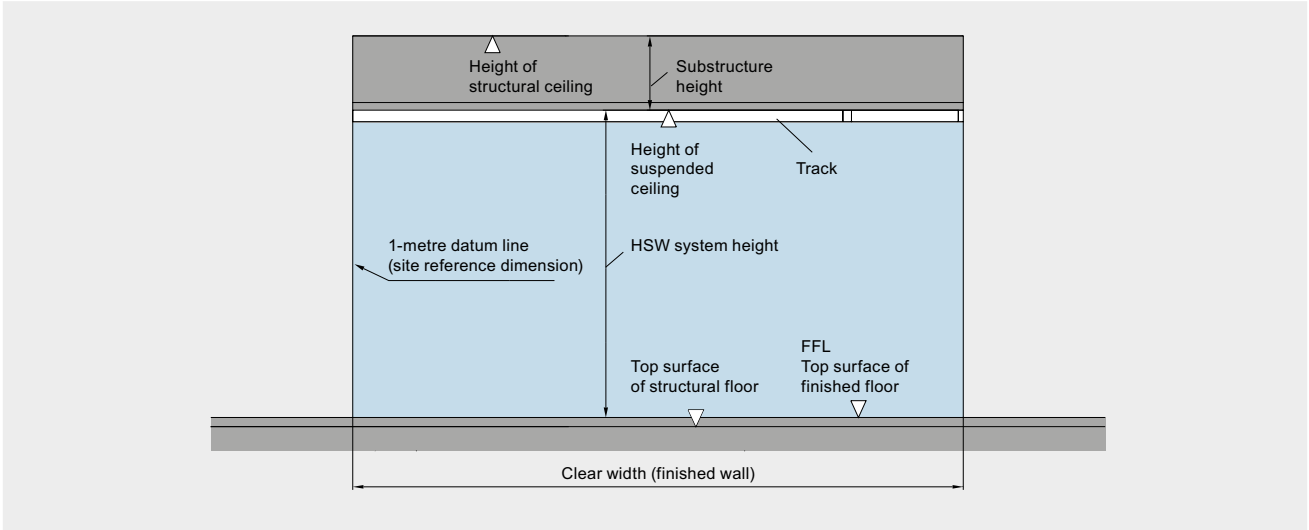 Height of
structural ceiling
Substructure
height
Height of
suspended
ceiling
Track
1-metre datum line
(site reference dimension)
HSW system height
Top surface
of structural floor
FFL
Top surface of
finished floor
Clear width (finished wall)